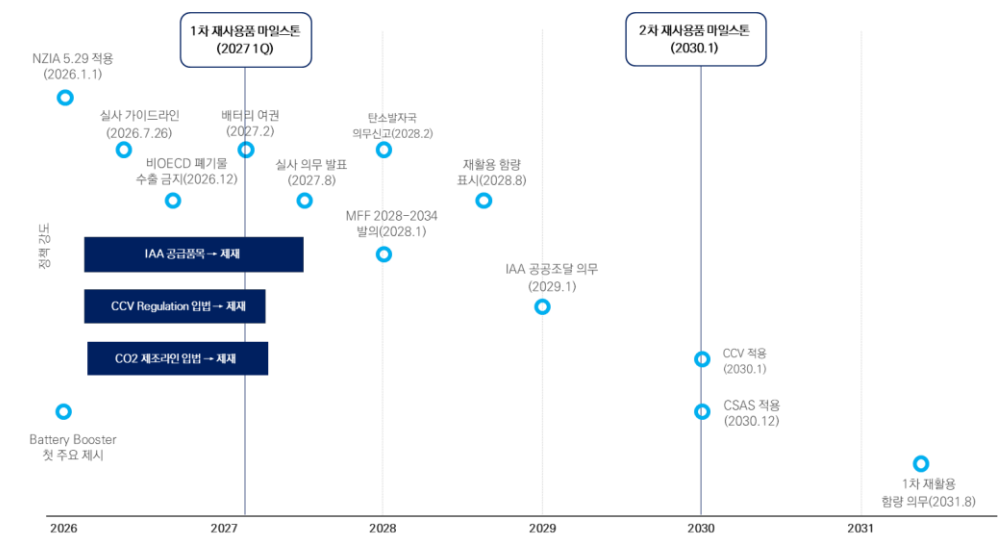 1차 재사용품 마일스톤
(2027 1Q)
2차 재사용품 마일스톤
(2030.1)
NZIA 5.29 적용
(2026.1.1)
실사 가이드라인
(2026.7.26)
배터리 여권
(2027.2)
탄소발자국
의무신고(2028.2)
비OECD 폐기물
수출 금지(2026.12)
실사 의무 발표
(2027.8)
재활용 함량
표시(2028.8)
MFF 2028-2034
발의(2028.1)
정책 강도
IAA 공급품목 → 제재
IAA 공공조달 의무
(2029.1)
CCV Regulation 입법 → 제재
CO2 제조라인 입법 → 제재
CCV 적용
(2030.1)
CSAS 적용
(2030.12)
Battery Booster
첫 주요 제시
1차 재활용
함량 의무(2031.8)
2026
2027
2028
2029
2030
2031